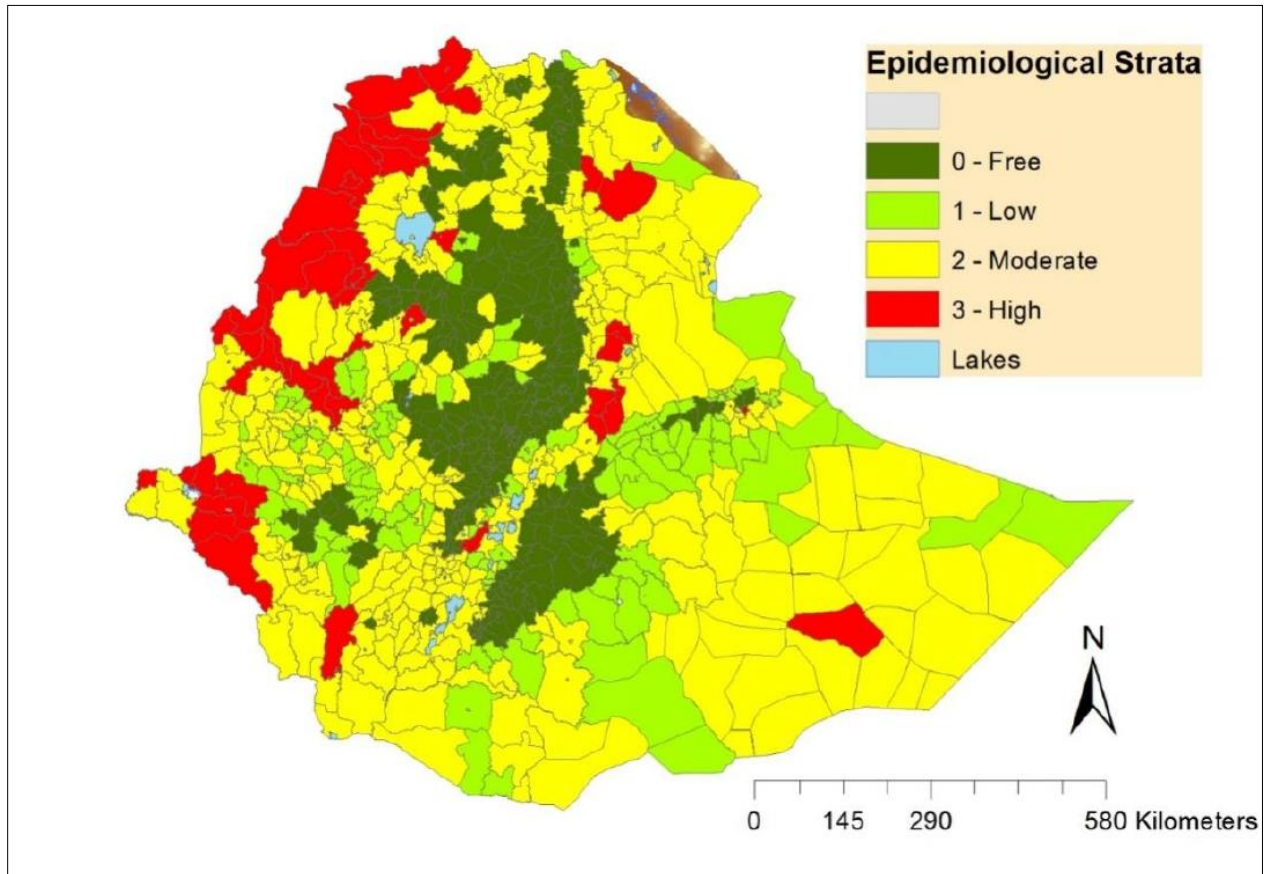 Epidemiological Strata
0 - Free
1 - Low
2 - Moderate
3 - High
Lakes
N
0 145 290 580 Kilometers